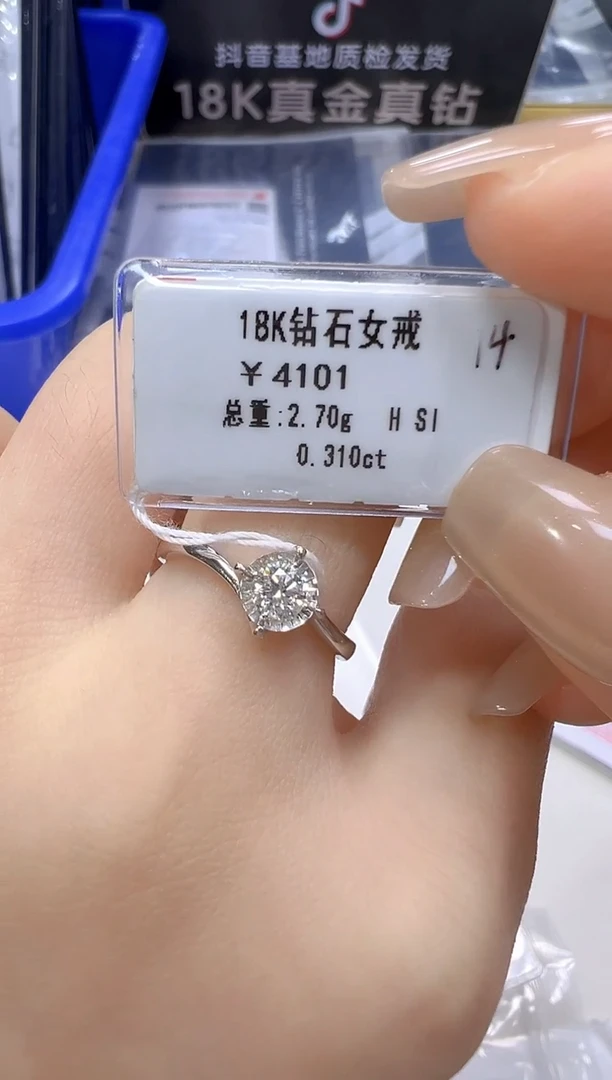 抖音基地质检发货
18K真金真钻
18K钻石女戒
14
￥4101
总重:2.70g H SI
0.310ct